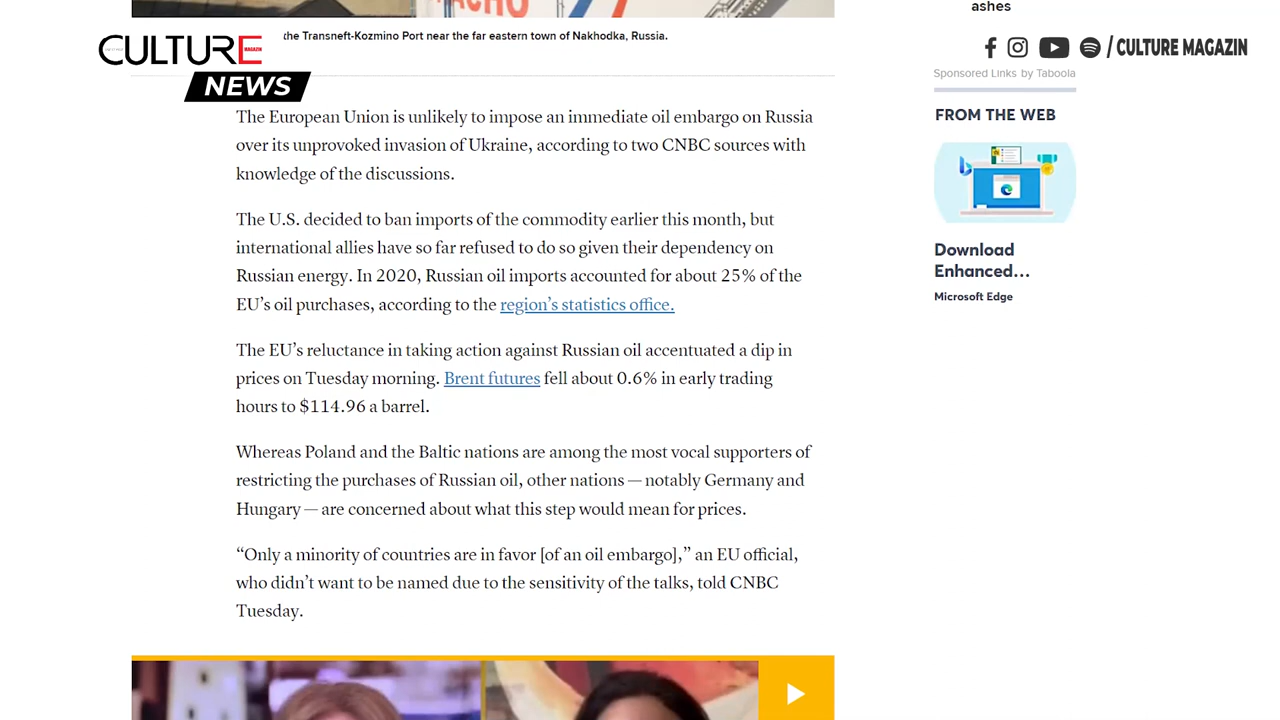 NACHO
ashes
the Transneft-Kozmino Port near the far eastern town of Nakhodka, Russia.
CULTURE
MAGAZIN
NEWS
/ CULTURE MAGAZIN
Sponsored Links by Taboola
FROM THE WEB
Download
Enhanced...
Microsoft Edge
The European Union is unlikely to impose an immediate oil embargo on Russia
over its unprovoked invasion of Ukraine, according to two CNBC sources with
knowledge of the discussions.
The U.S. decided to ban imports of the commodity earlier this month, but
international allies have so far refused to do so given their dependency on
Russian energy. In 2020, Russian oil imports accounted for about 25% of the
EU’s oil purchases, according to the region’s statistics office.
The EU’s reluctance in taking action against Russian oil accentuated a dip in
prices on Tuesday morning. Brent futures fell about 0.6% in early trading
hours to $114.96 a barrel.
Whereas Poland and the Baltic nations are among the most vocal supporters of
restricting the purchases of Russian oil, other nations — notably Germany and
Hungary — are concerned about what this step would mean for prices.
“Only a minority of countries are in favor [of an oil embargo],” an EU official,
who didn’t want to be named due to the sensitivity of the talks, told CNBC
Tuesday.